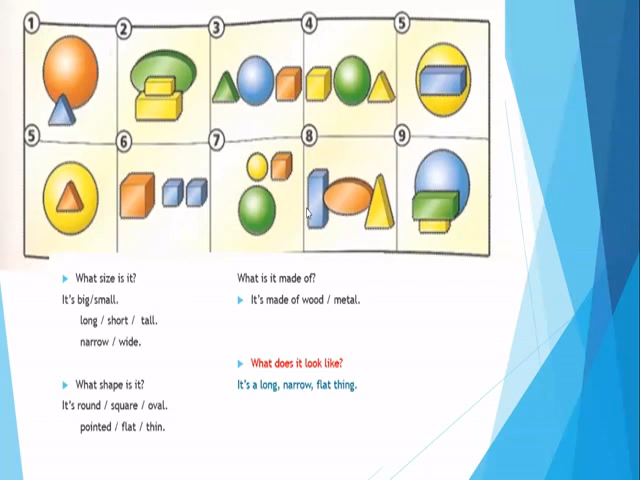 1 2 3 4 5
5 6 7 8 9
What size is it?
It's big/small.
long / short / tall.
narrow / wide.
What shape is it?
It's round / square / oval.
pointed / flat / thin.
What is it made of?
It's made of wood / metal.
What does it look like?
It's a long, narrow, flat thing.